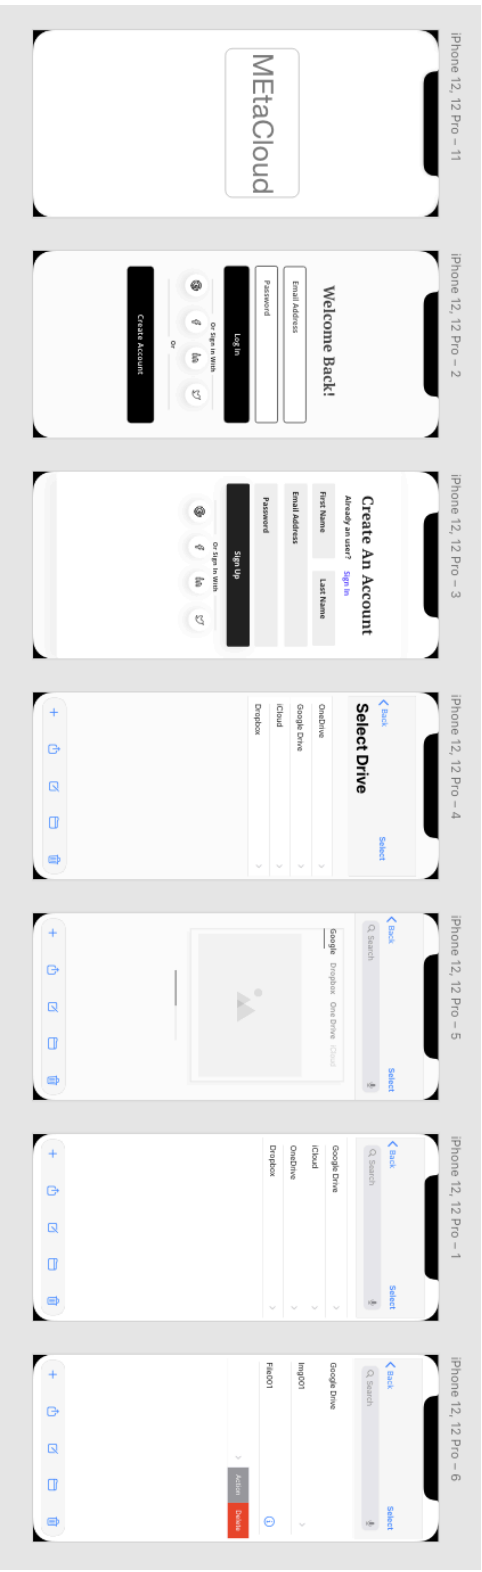 iPhone 12, 12 Pro – 11
MEtaCloud
iPhone 12, 12 Pro – 2
Welcome Back!
Email Address
Password
Log In
Or Sign in With
Or
Create Account
iPhone 12, 12 Pro – 3
Create An Account
Already an user? Sign In
First Name Last Name
Email Address
Password
Sign Up
Or Sign In With
iPhone 12, 12 Pro – 4
Back Select
Select Drive
OneDrive
Google Drive
iCloud
Dropbox
iPhone 12, 12 Pro – 5
Back Select
Search
Google Dropbox One Drive iCloud
iPhone 12, 12 Pro – 1
Back Select
Search
Google Drive
iCloud
OneDrive
Dropbox
iPhone 12, 12 Pro – 6
Back Select
Search
Google Drive
Img001
File001
Action Delete